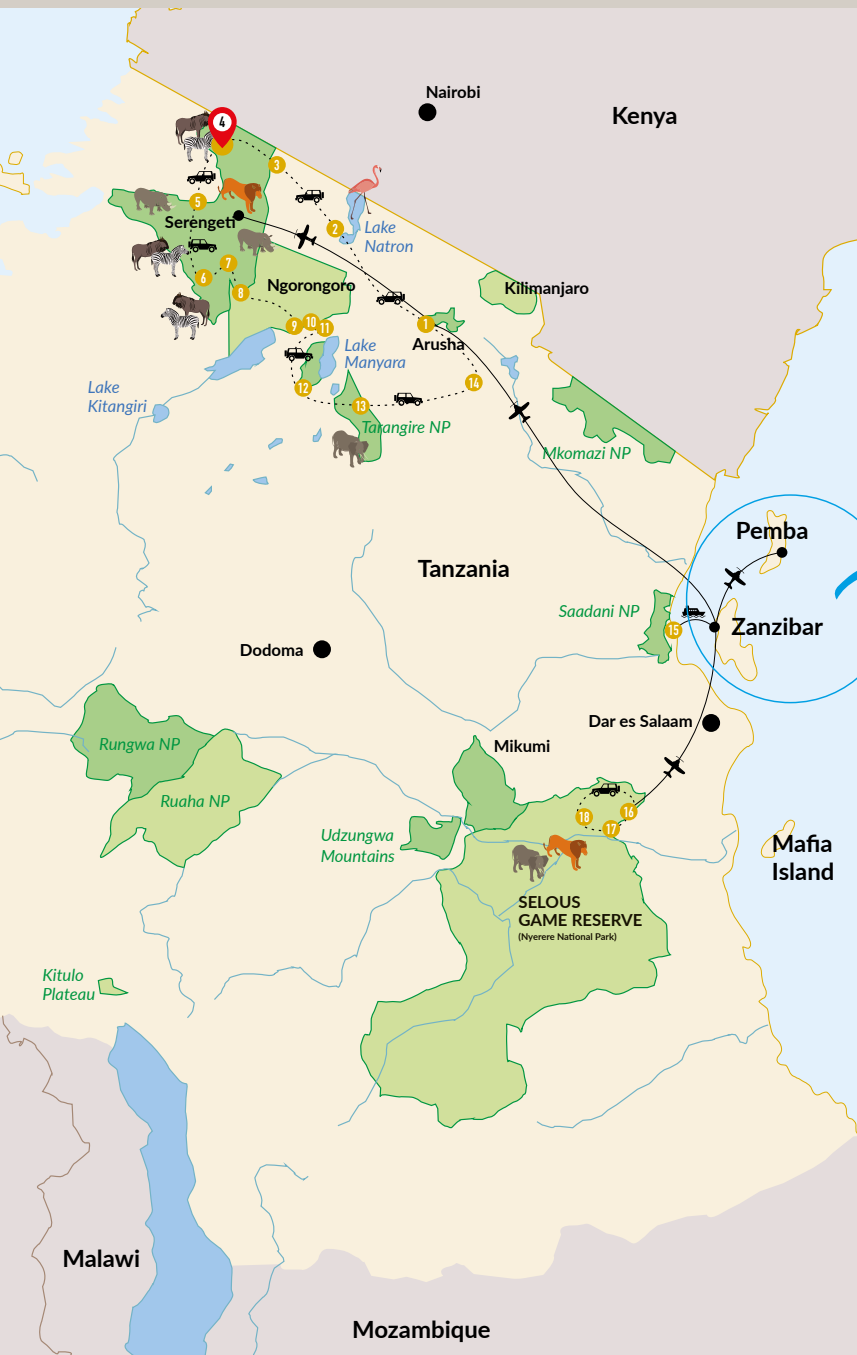 Nairobi
Kenya
4
3
5
Serengeti
2
Lake
Natron
7
6
8
Ngorongoro
Kilimanjaro
9
10
11
1
Arusha
Lake
Manyara
Lake
Kitangiri
12
13
14
Tarangire NP
Mkomazi NP
Pemba
Tanzania
Saadani NP
15
Zanzibar
Dodoma
Dar es Salaam
Rungwa NP
Mikumi
Ruaha NP
18
16
17
Udzungwa
Mountains
Mafia
Island
SELOUS
GAME RESERVE
(Nyerere National Park)
Kitulo
Plateau
Malawi
Mozambique